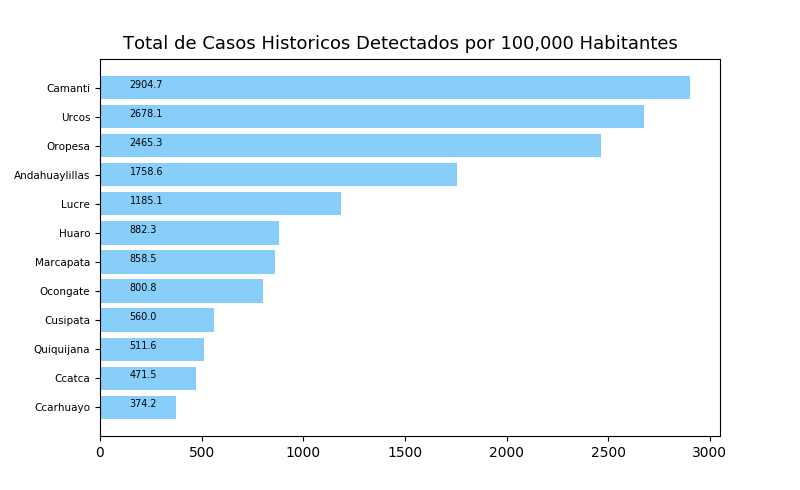 Total de Casos Historicos Detectados por 100,000 Habitantes
Camanti 2904.7
Urcos 2678.1
Oropesa 2465.3
Andahuaylillas 1758.6
Lucre 1185.1
Huaro 882.3
Marcapata 858.5
Ocongate 800.8
Cusipata 560.0
Quiquijana 511.6
Ccatca 471.5
Ccarhuayo 374.2
0 500 1000 1500 2000 2500 3000